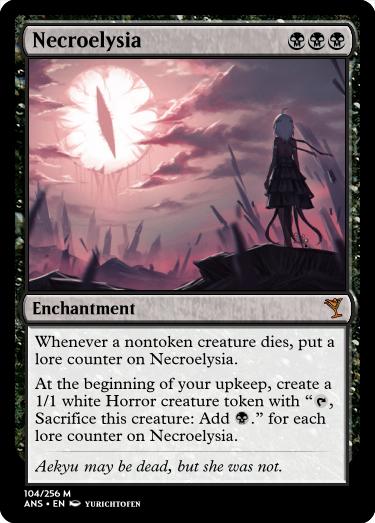 Necroelysia
Enchantment
Whenever a nontoken creature dies, put a
lore counter on Necroelysia.
At the beginning of your upkeep, create a
1/1 white Horror creature token with “ ,
Sacrifice this creature: Add .” for each
lore counter on Necroelysia.
Aekyu may be dead, but she was not.
104/256 M
ANS • EN YURICHTOFEN